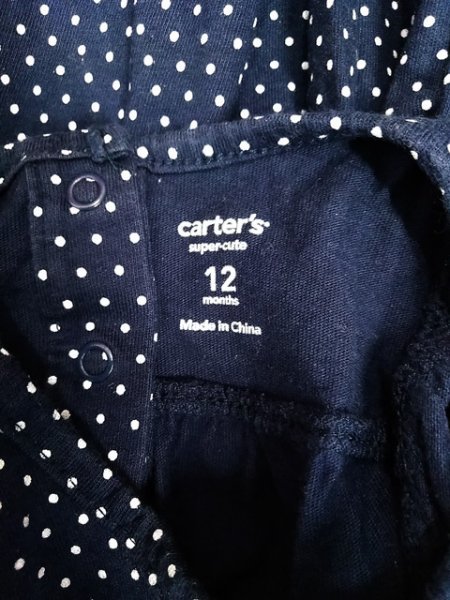 carter's®
super-cute
12
months
Made in China